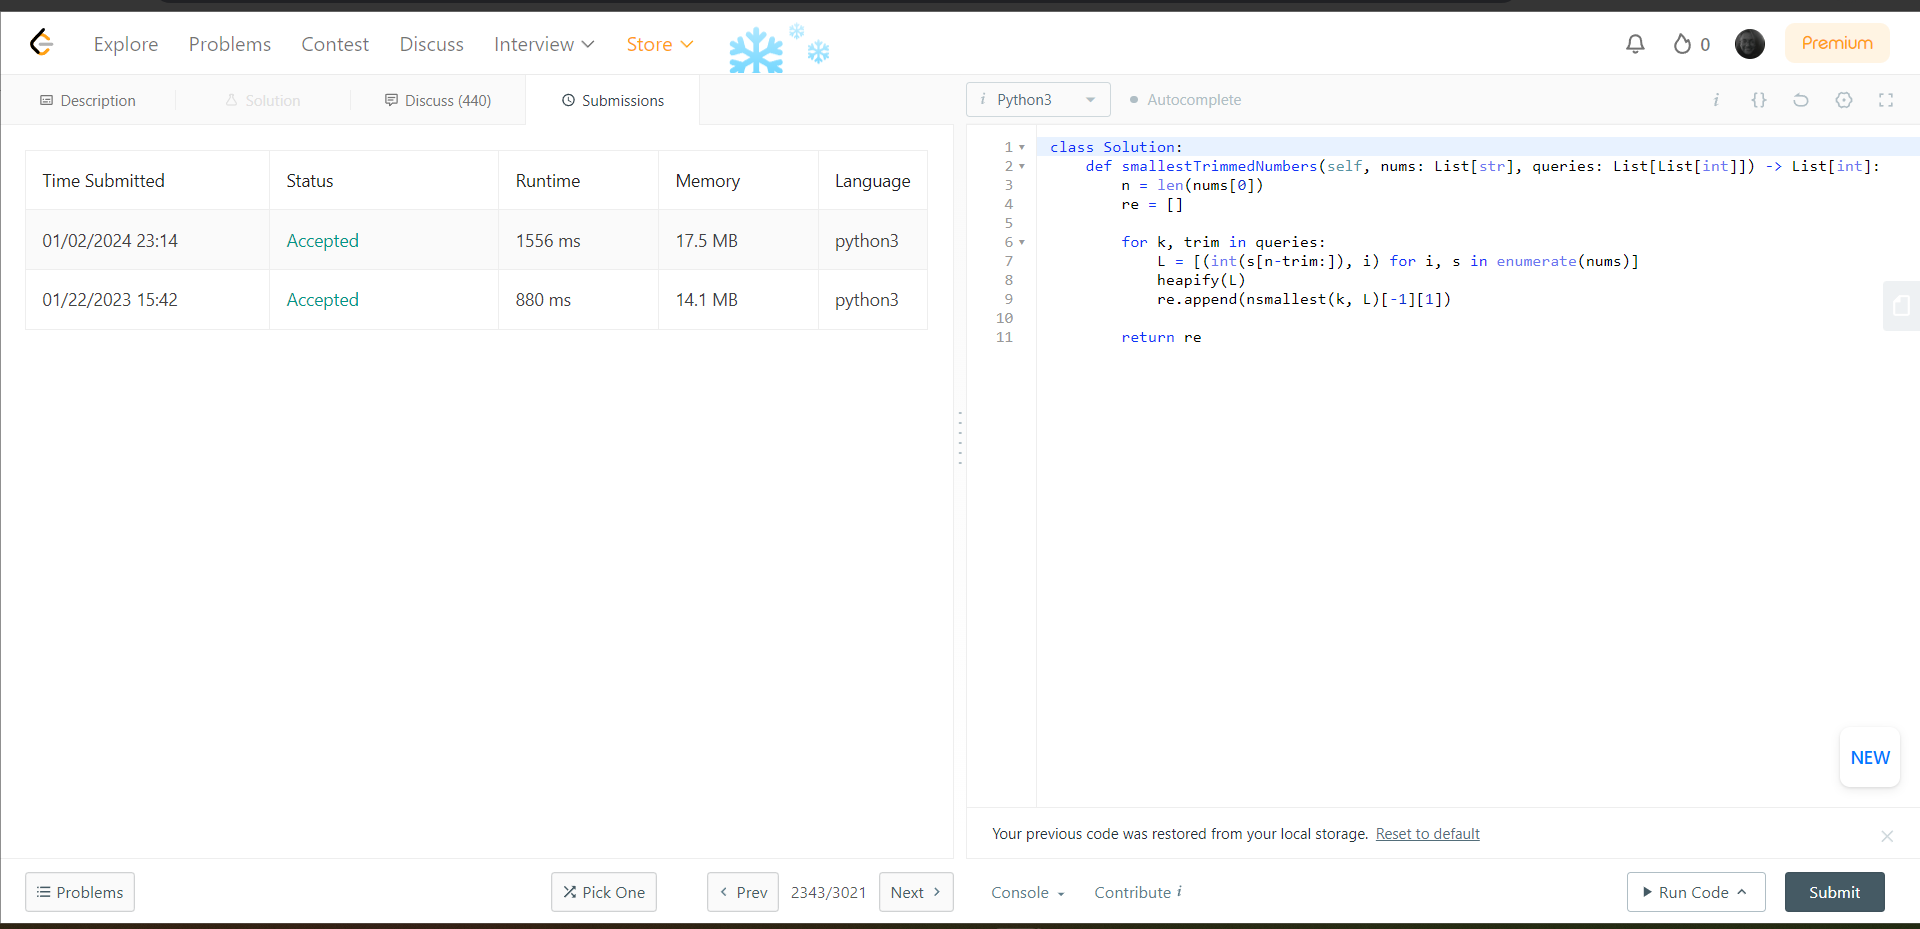 Explore Problems Contest Discuss Interview Store 0 Premium
Description Solution Discuss (440) Submissions
Time Submitted Status Runtime Memory Language
01/02/2024 23:14 Accepted 1556 ms 17.5 MB python3
01/22/2023 15:42 Accepted 880 ms 14.1 MB python3
i Python3 Autocomplete i {}
1 class Solution:
2     def smallestTrimmedNumbers(self, nums: List[str], queries: List[List[int]]) -> List[int]:
3         n = len(nums[0])
4         re = []
5
6         for k, trim in queries:
7             L = [(int(s[n-trim:]), i) for i, s in enumerate(nums)]
8             heapify(L)
9             re.append(nsmallest(k, L)[-1][1])
10
11         return re
NEW
Your previous code was restored from your local storage. Reset to default
Problems Pick One Prev 2343/3021 Next Console Contribute i Run Code Submit